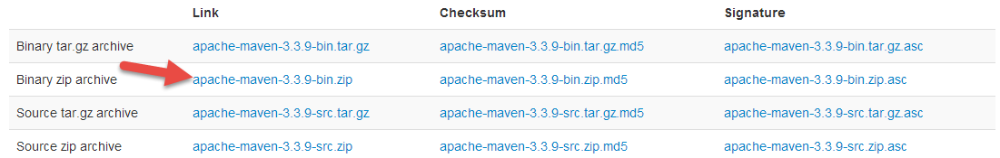 Link Checksum Signature
Binary tar.gz archive apache-maven-3.3.9-bin.tar.gz apache-maven-3.3.9-bin.tar.gz.md5 apache-maven-3.3.9-bin.tar.gz.asc
Binary zip archive apache-maven-3.3.9-bin.zip apache-maven-3.3.9-bin.zip.md5 apache-maven-3.3.9-bin.zip.asc
Source tar.gz archive apache-maven-3.3.9-src.tar.gz apache-maven-3.3.9-src.tar.gz.md5 apache-maven-3.3.9-src.tar.gz.asc
Source zip archive apache-maven-3.3.9-src.zip apache-maven-3.3.9-src.zip.md5 apache-maven-3.3.9-src.zip.asc